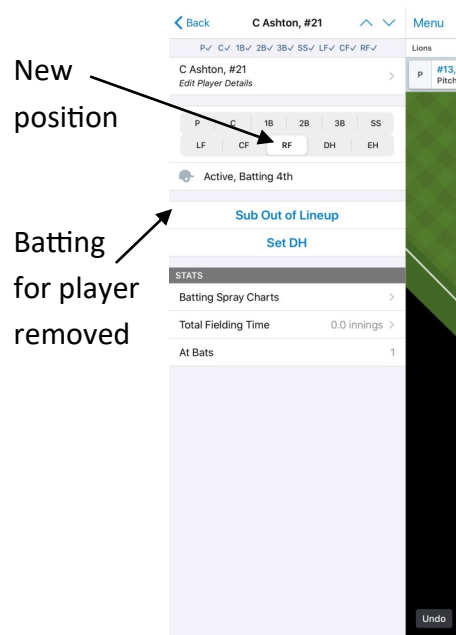 Back C Ashton, #21 Menu
P✓ C✓ 1B✓ 2B✓ 3B✓ SS✓ LF✓ CF✓ RF✓ Lions
New position
C Ashton, #21
Edit Player Details
P #13,
Pitch
P C 1B 2B 3B SS
LF CF RF DH EH
Active, Batting 4th
Batting for player removed
Sub Out of Lineup
Set DH
STATS
Batting Spray Charts
Total Fielding Time 0.0 innings
At Bats 1
Undo